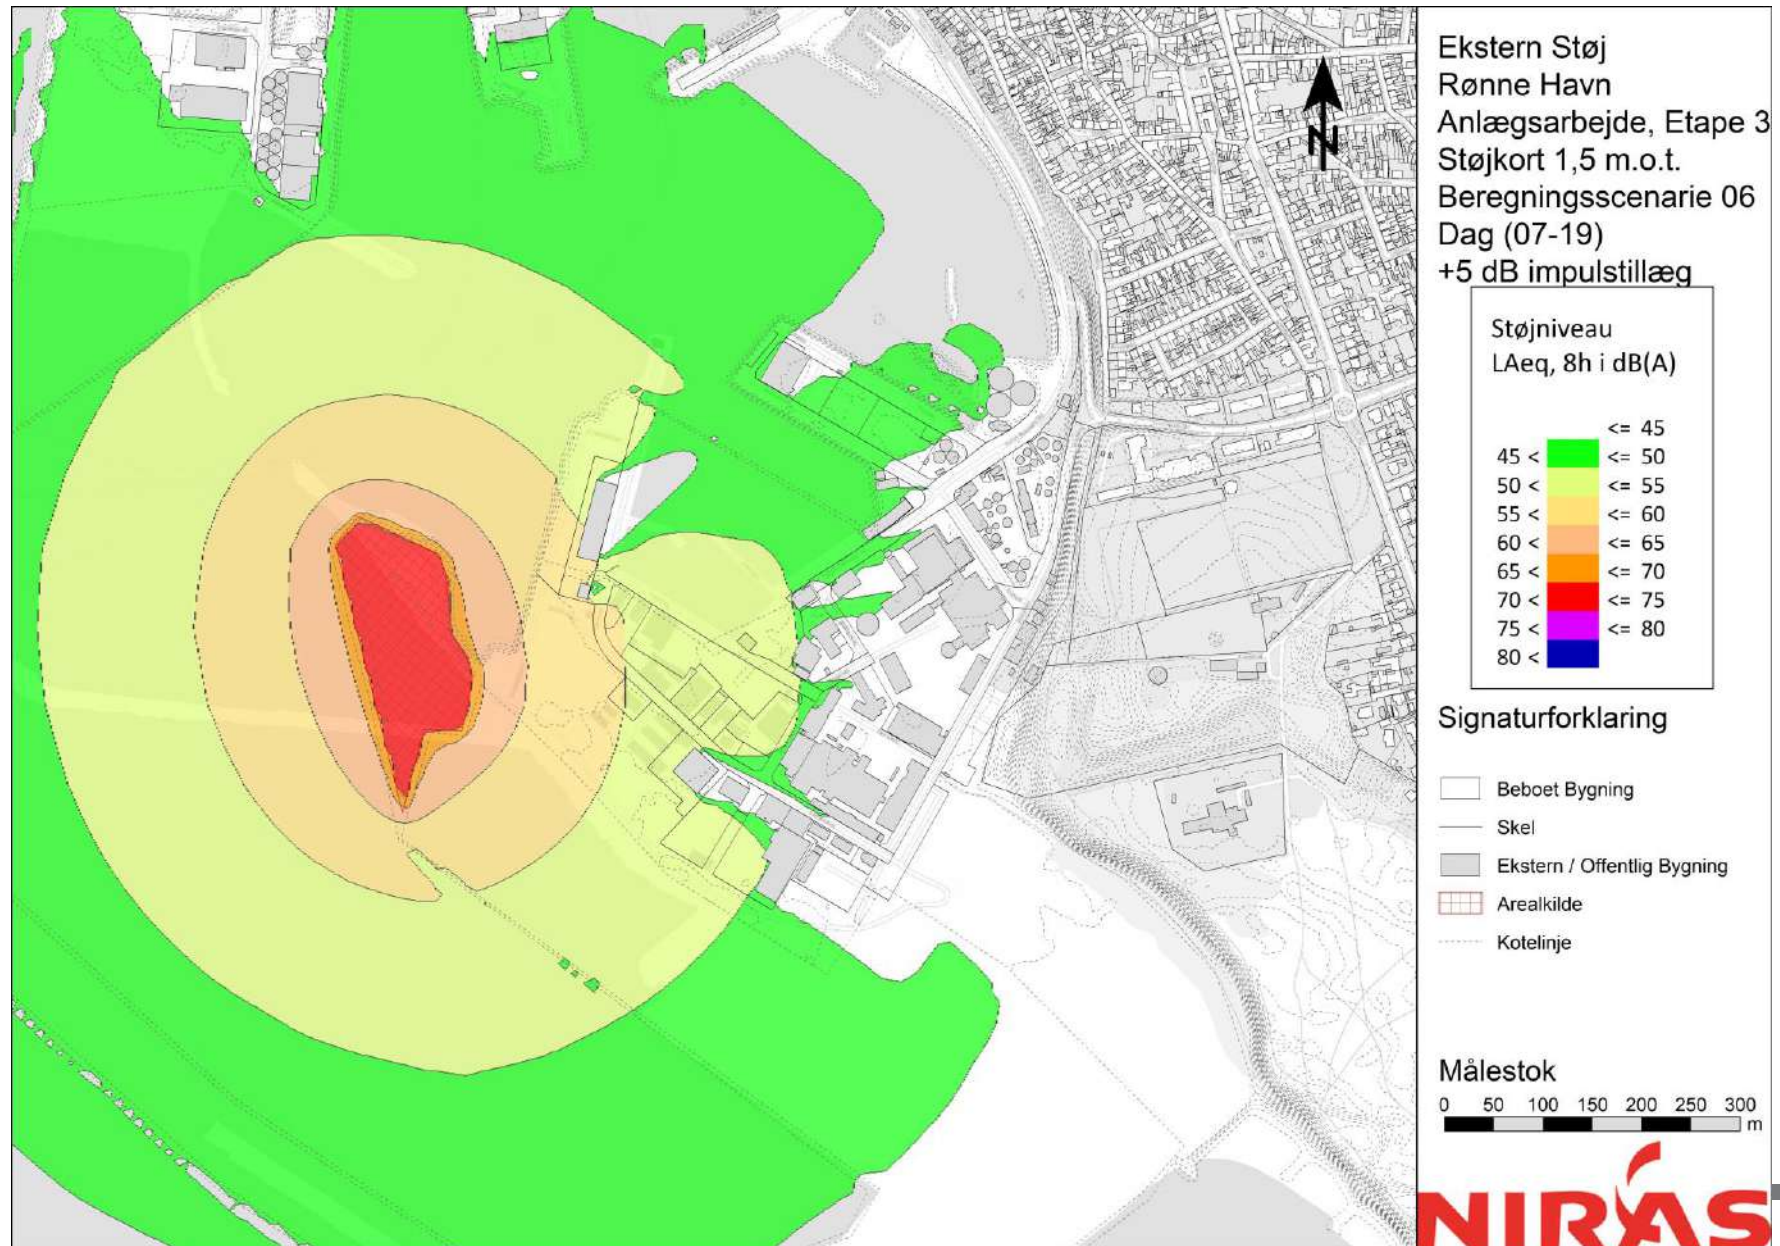 Ekstern Støj
Rønne Havn
Anlægsarbejde, Etape 3
Støjkort 1,5 m.o.t.
Beregningsscenarie 06
Dag (07-19)
+5 dB impulstillæg
N
Støjniveau
LAeq, 8h i dB(A)
<= 45
45 < <= 50
50 < <= 55
55 < <= 60
60 < <= 65
65 < <= 70
70 < <= 75
75 < <= 80
80 <
Signaturforklaring
Beboet Bygning
Skel
Ekstern / Offentlig Bygning
Arealkilde
Kotelinje
Målestok
0 50 100 150 200 250 300
m
NIRAS